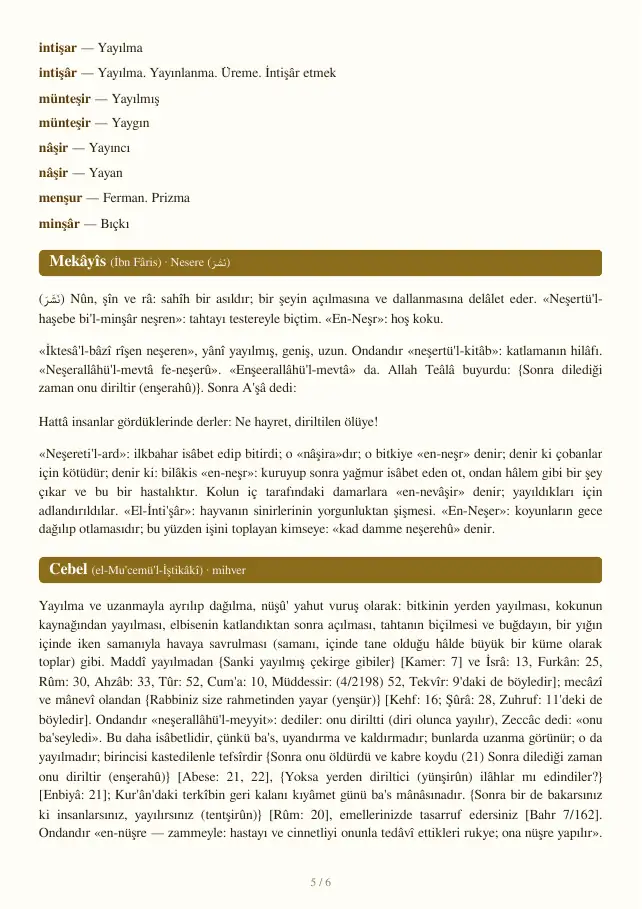 intişar — Yayılma
intişâr — Yayılma. Yayınlanma. Üreme. İntişâr etmek
münteşir — Yayılmış
münteşir — Yaygın
nâşir — Yayıncı
nâşir — Yayan
menşur — Ferman. Prizma
minşâr — Bıçkı
Mekâyîs (İbn Fâris) · Nesere (نَشَرَ)
(نَشَرَ) Nûn, şîn ve râ: sahîh bir asıldır; bir şeyin açılmasına ve dallanmasına delâlet eder. «Neşertü'l-
haşebe bi'l-minşâr neşren»: tahtayı testereyle biçtim. «En-Neşr»: hoş koku.
«İktesâ'l-bâzî rîşen neşeren», yânî yayılmış, geniş, uzun. Ondandır «neşertü'l-kitâb»: katlamanın hilâfı.
«Neşerallâhü'l-mevtâ fe-neşerû». «Enşeerallâhü'l-mevtâ» da. Allah Teâlâ buyurdu: {Sonra dilediği
zaman onu diriltir (enşerahû)}. Sonra A'şâ dedi:
Hattâ insanlar gördüklerinde derler: Ne hayret, diriltilen ölüye!
«Neşereti'l-ard»: ilkbahar isâbet edip bitirdi; o «nâşira»dır; o bitkiye «en-neşr» denir; denir ki çobanlar
için kötüdür; denir ki: bilâkis «en-neşr»: kuruyup sonra yağmur isâbet eden ot, ondan hâlem gibi bir şey
çıkar ve bu bir hastalıktır. Kolun iç tarafındaki damarlara «en-nevâşir» denir; yayıldıkları için
adlandırıldılar. «El-İnti'şâr»: hayvanın sinirlerinin yorgunluktan şişmesi. «En-Neşer»: koyunların gece
dağılıp otlamasıdır; bu yüzden işini toplayan kimseye: «kad damme neşerehû» denir.
Cebel (el-Mu'cemü'l-İştikâkî) · mihver
Yayılma ve uzanmayla ayrılıp dağılma, nüşû' yahut vuruş olarak: bitkinin yerden yayılması, kokunun
kaynağından yayılması, elbisenin katlandıktan sonra açılması, tahtanın biçilmesi ve buğdayın, bir yığın
içinde iken samanıyla havaya savrulması (samanı, içinde tane olduğu hâlde büyük bir küme olarak
toplar) gibi. Maddî yayılmadan {Sanki yayılmış çekirge gibiler} [Kamer: 7] ve İsrâ: 13, Furkân: 25,
Rûm: 30, Ahzâb: 33, Tûr: 52, Cum'a: 10, Müddessir: (4/2198) 52, Tekvîr: 9'daki de böyledir]; mecâzî
ve mânevî olandan {Rabbiniz size rahmetinden yayar (yenşür)} [Kehf: 16; Şûrâ: 28, Zuhruf: 11'deki de
böyledir]. Ondandır «neşerallâhü'l-meyyit»: dediler: onu diriltti (diri olunca yayılır), Zeccâc dedi: «onu
ba'seyledi». Bu daha isâbetlidir, çünkü ba's, uyandırma ve kaldırmadır; bunlarda uzanma görünür; o da
yayılmadır; birincisi kastedilenle tefsîrdir {Sonra onu öldürdü ve kabre koydu (21) Sonra dilediği zaman
onu diriltir (enşerahû)} [Abese: 21, 22], {Yoksa yerden diriltici (yünşirûn) ilâhlar mı edindiler?}
[Enbiyâ: 21]; Kur'ân'daki terkîbin geri kalanı kıyâmet günü ba's mânâsınadır. {Sonra bir de bakarsınız
ki insanlarsınız, yayılırsınız (tentşirûn)} [Rûm: 20], emellerinizde tasarruf edersiniz [Bahr 7/162].
Ondandır «en-nüşre — zammeyle: hastayı ve cinnetliyi onunla tedâvî ettikleri rukye; ona nüşre yapılır».
5 / 6